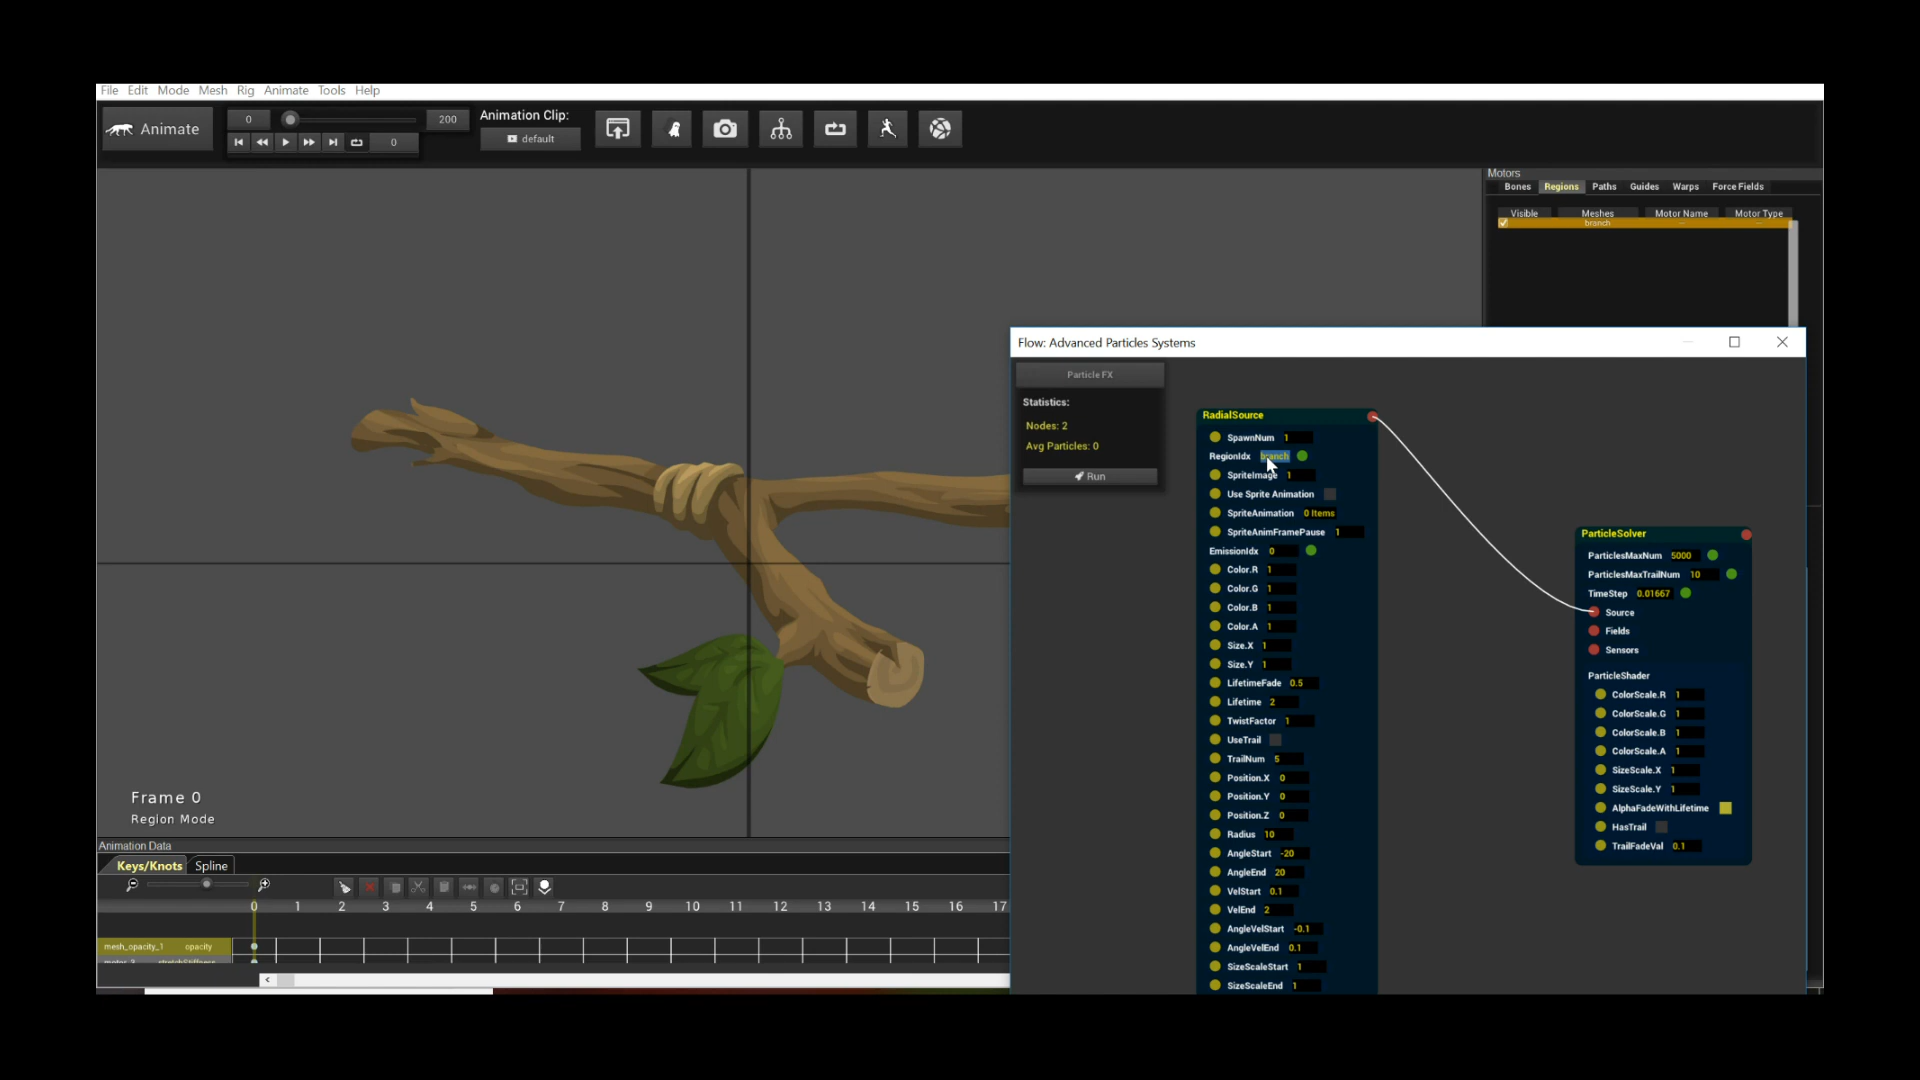 File Edit Mode Mesh Rig Animate Tools Help
Animate
0 200
0
Animation Clip:
default
Motors
Bones Regions Paths Guides Warps Force Fields
Visible Meshes Motor Name Motor Type
branch
Flow: Advanced Particles Systems
Particle FX
Statistics:
Nodes: 2
Avg Particles: 0
Run
RadialSource
SpawnNum 1
RegionIdx branch
SpriteImage 1
Use Sprite Animation
SpriteAnimation 0 Items
SpriteAnimFramePause 1
EmissionIdx 0
Color.R 1
Color.G 1
Color.B 1
Color.A 1
Size.X 1
Size.Y 1
LifetimeFade 0.5
Lifetime 2
TwistFactor 1
UseTrail
TrailNum 5
Position.X 0
Position.Y 0
Position.Z 0
Radius 10
AngleStart -20
AngleEnd 20
VelStart 0.1
VelEnd 2
AngleVelStart -0.1
AngleVelEnd 0.1
SizeScaleStart 1
SizeScaleEnd 1
ParticleSolver
ParticlesMaxNum 5000
ParticlesMaxTrailNum 10
TimeStep 0.01667
Source
Fields
Sensors
ParticleShader
ColorScale.R 1
ColorScale.G 1
ColorScale.B 1
ColorScale.A 1
SizeScale.X 1
SizeScale.Y 1
AlphaFadeWithLifetime
HasTrail
TrailFadeVal 0.1
Frame 0
Region Mode
Animation Data
Keys/Knots Spline
0 1 2 3 4 5 6 7 8 9 10 11 12 13 14 15 16 17
mesh_opacity_1 opacity
motor_3 stretchStiffness